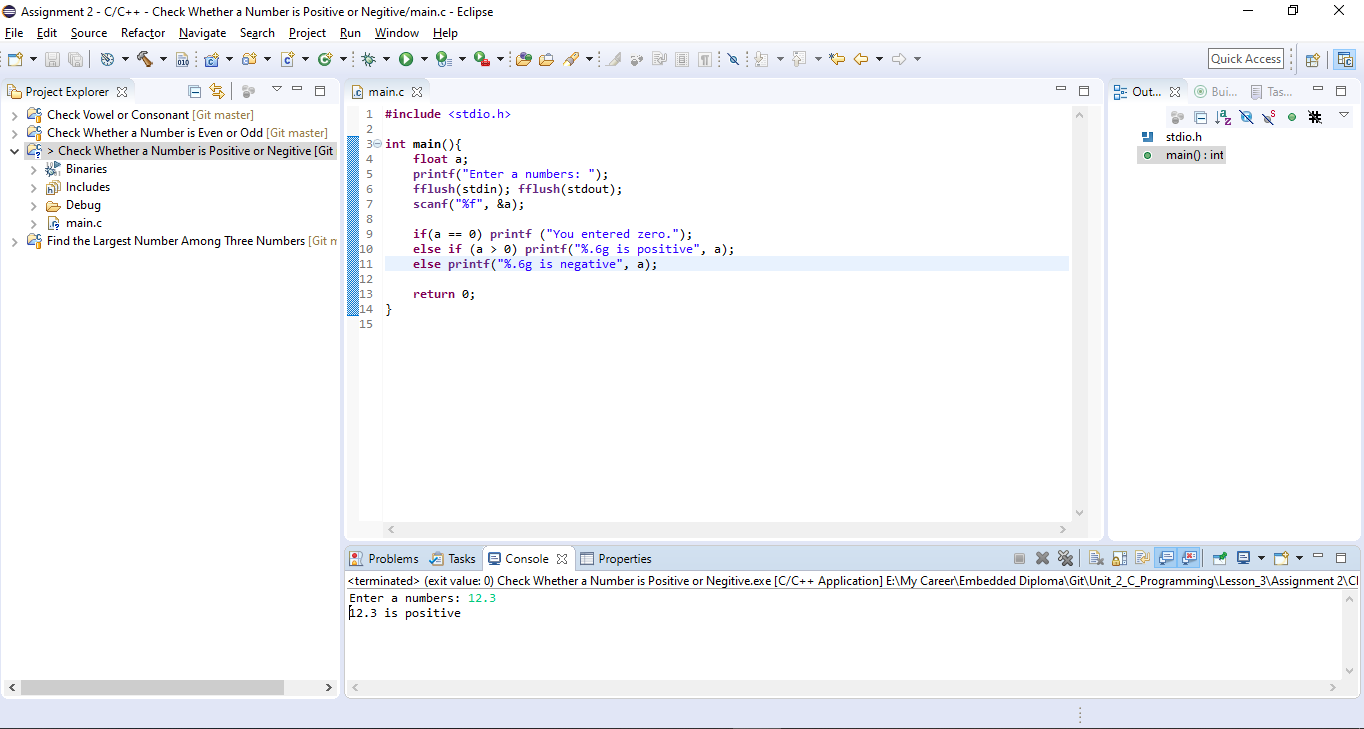 Assignment 2 - C/C++ - Check Whether a Number is Positive or Negitive/main.c - Eclipse
File Edit Source Refactor Navigate Search Project Run Window Help
Quick Access
Project Explorer
Check Vowel or Consonant [Git master]
Check Whether a Number is Even or Odd [Git master]
> Check Whether a Number is Positive or Negitive [Git
Binaries
Includes
Debug
main.c
Find the Largest Number Among Three Numbers [Git m
main.c
1 #include <stdio.h>
2
3 int main(){
4 float a;
5 printf("Enter a numbers: ");
6 fflush(stdin); fflush(stdout);
7 scanf("%f", &a);
8
9 if(a == 0) printf ("You entered zero.");
10 else if (a > 0) printf("%.6g is positive", a);
11 else printf("%.6g is negative", a);
12
13 return 0;
14 }
15
Out... Bui... Tas...
stdio.h
main() : int
Problems Tasks Console Properties
<terminated> (exit value: 0) Check Whether a Number is Positive or Negitive.exe [C/C++ Application] E:\My Career\Embedded Diploma\Git\Unit_2_C_Programming\Lesson_3\Assignment 2\Cl
Enter a numbers: 12.3
12.3 is positive